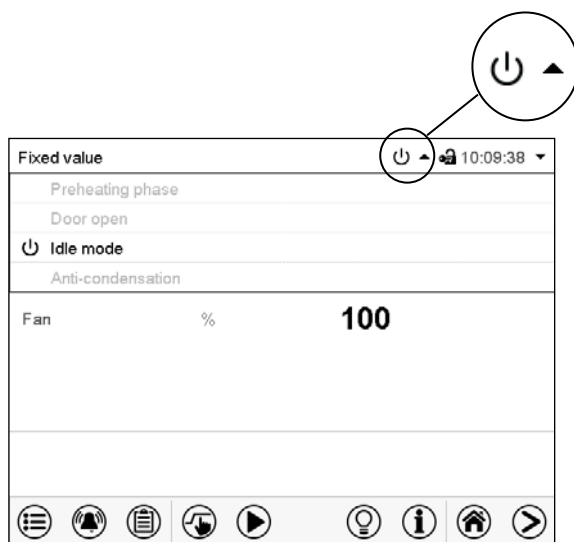 Fixed value 10:09:38
Preheating phase
Door open
Idle mode
Anti-condensation
Fan % 100